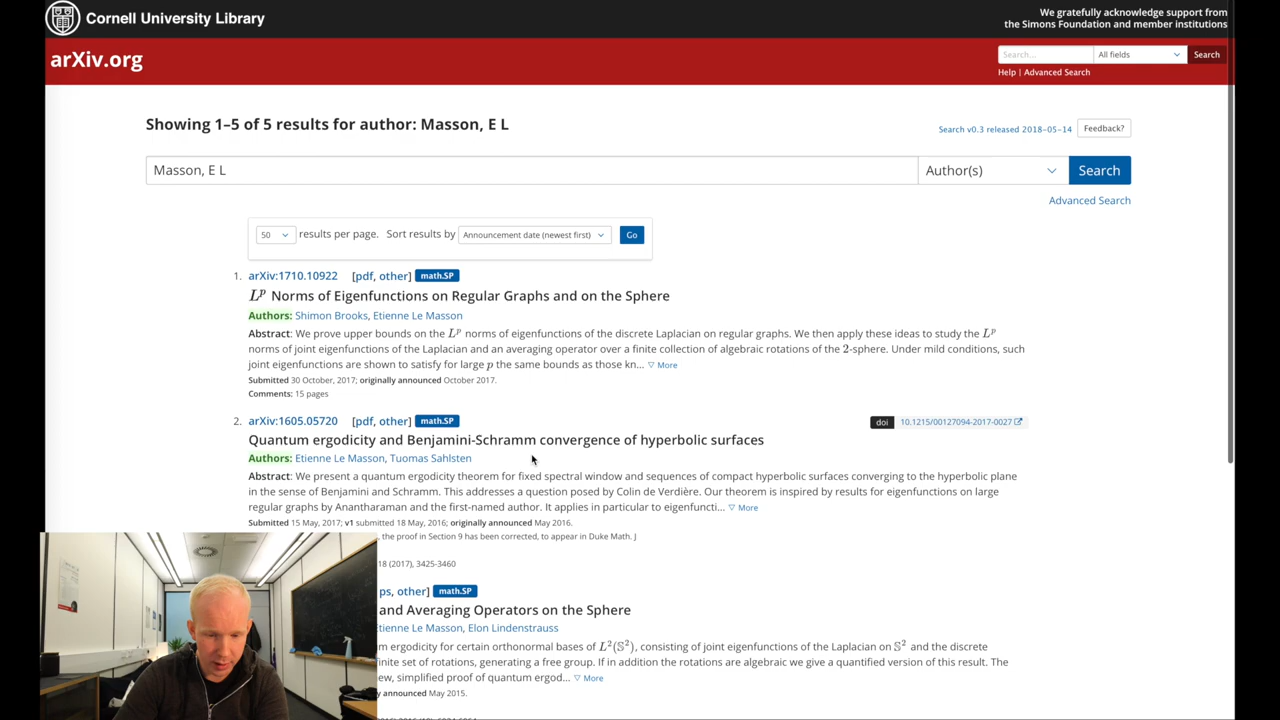 Cornell University Library
We gratefully acknowledge support from
the Simons Foundation and member institutions
arXiv.org
Search... All fields Search
Help | Advanced Search
Showing 1–5 of 5 results for author: Masson, E L
Search v0.3 released 2018-05-14 Feedback?
Masson, E L Author(s) Search
Advanced Search
50 results per page. Sort results by Announcement date (newest first) Go
1. arXiv:1710.10922 [pdf, other] math.SP
L^p Norms of Eigenfunctions on Regular Graphs and on the Sphere
Authors: Shimon Brooks, Etienne Le Masson
Abstract: We prove upper bounds on the L^p norms of eigenfunctions of the discrete Laplacian on regular graphs. We then apply these ideas to study the L^p
norms of joint eigenfunctions of the Laplacian and an averaging operator over a finite collection of algebraic rotations of the 2-sphere. Under mild conditions, such
joint eigenfunctions are shown to satisfy for large p the same bounds as those kn... ▽ More
Submitted 30 October, 2017; originally announced October 2017.
Comments: 15 pages
2. arXiv:1605.05720 [pdf, other] math.SP doi 10.1215/00127094-2017-0027
Quantum ergodicity and Benjamini-Schramm convergence of hyperbolic surfaces
Authors: Etienne Le Masson, Tuomas Sahlsten
Abstract: We present a quantum ergodicity theorem for fixed spectral window and sequences of compact hyperbolic surfaces converging to the hyperbolic plane
in the sense of Benjamini and Schramm. This addresses a question posed by Colin de Verdière. Our theorem is inspired by results for eigenfunctions on large
regular graphs by Anantharaman and the first-named author. It applies in particular to eigenfuncti... ▽ More
Submitted 15 May, 2017; v1 submitted 18 May, 2016; originally announced May 2016.
, the proof in Section 9 has been corrected, to appear in Duke Math. J
18 (2017), 3425-3460
ps, other] math.SP
and Averaging Operators on the Sphere
tienne Le Masson, Elon Lindenstrauss
m ergodicity for certain orthonormal bases of L^2(𝕊^2), consisting of joint eigenfunctions of the Laplacian on 𝕊^2 and the discrete
inite set of rotations, generating a free group. If in addition the rotations are algebraic we give a quantified version of this result. The
ew, simplified proof of quantum ergod... ▽ More
y announced May 2015.